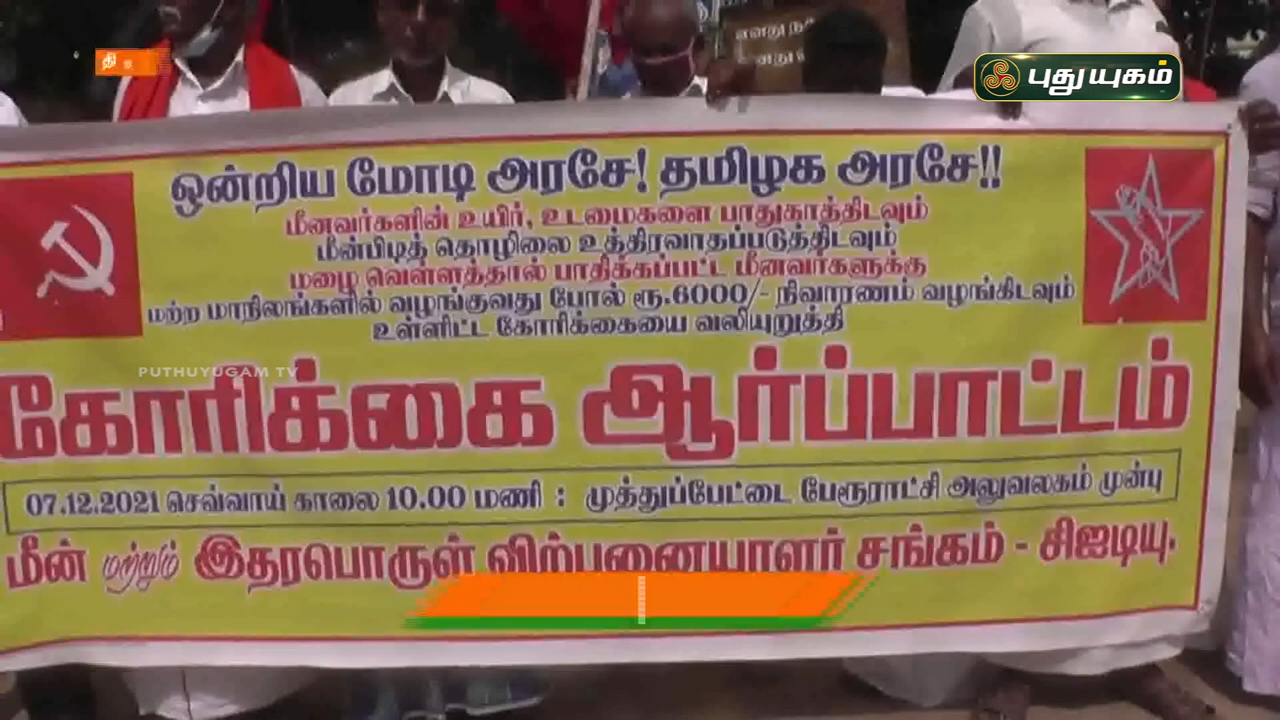 புதுயுகம்
ஒன்றிய மோடி அரசே! தமிழக அரசே!!
மீனவர்களின் உயிர், உடமைகளை பாதுகாத்திடவும்
மீன்பிடித் தொழிலை உத்திரவாதப்படுத்திடவும்
மழை வெள்ளத்தால் பாதிக்கப்பட்ட மீனவர்களுக்கு
மற்ற மாநிலங்களில் வழங்குவது போல் ரூ.6000/- நிவாரணம் வழங்கிடவும்
உள்ளிட்ட கோரிக்கையை வலியுறுத்தி
PUTHUYUGAM TV
கோரிக்கை ஆர்ப்பாட்டம்
07.12.2021 செவ்வாய் காலை 10.00 மணி : முத்துப்பேட்டை பேரூராட்சி அலுவலகம் முன்பு
மீன் மற்றும் இதரபொருள் விற்பனையாளர் சங்கம் - சிஐடியு.